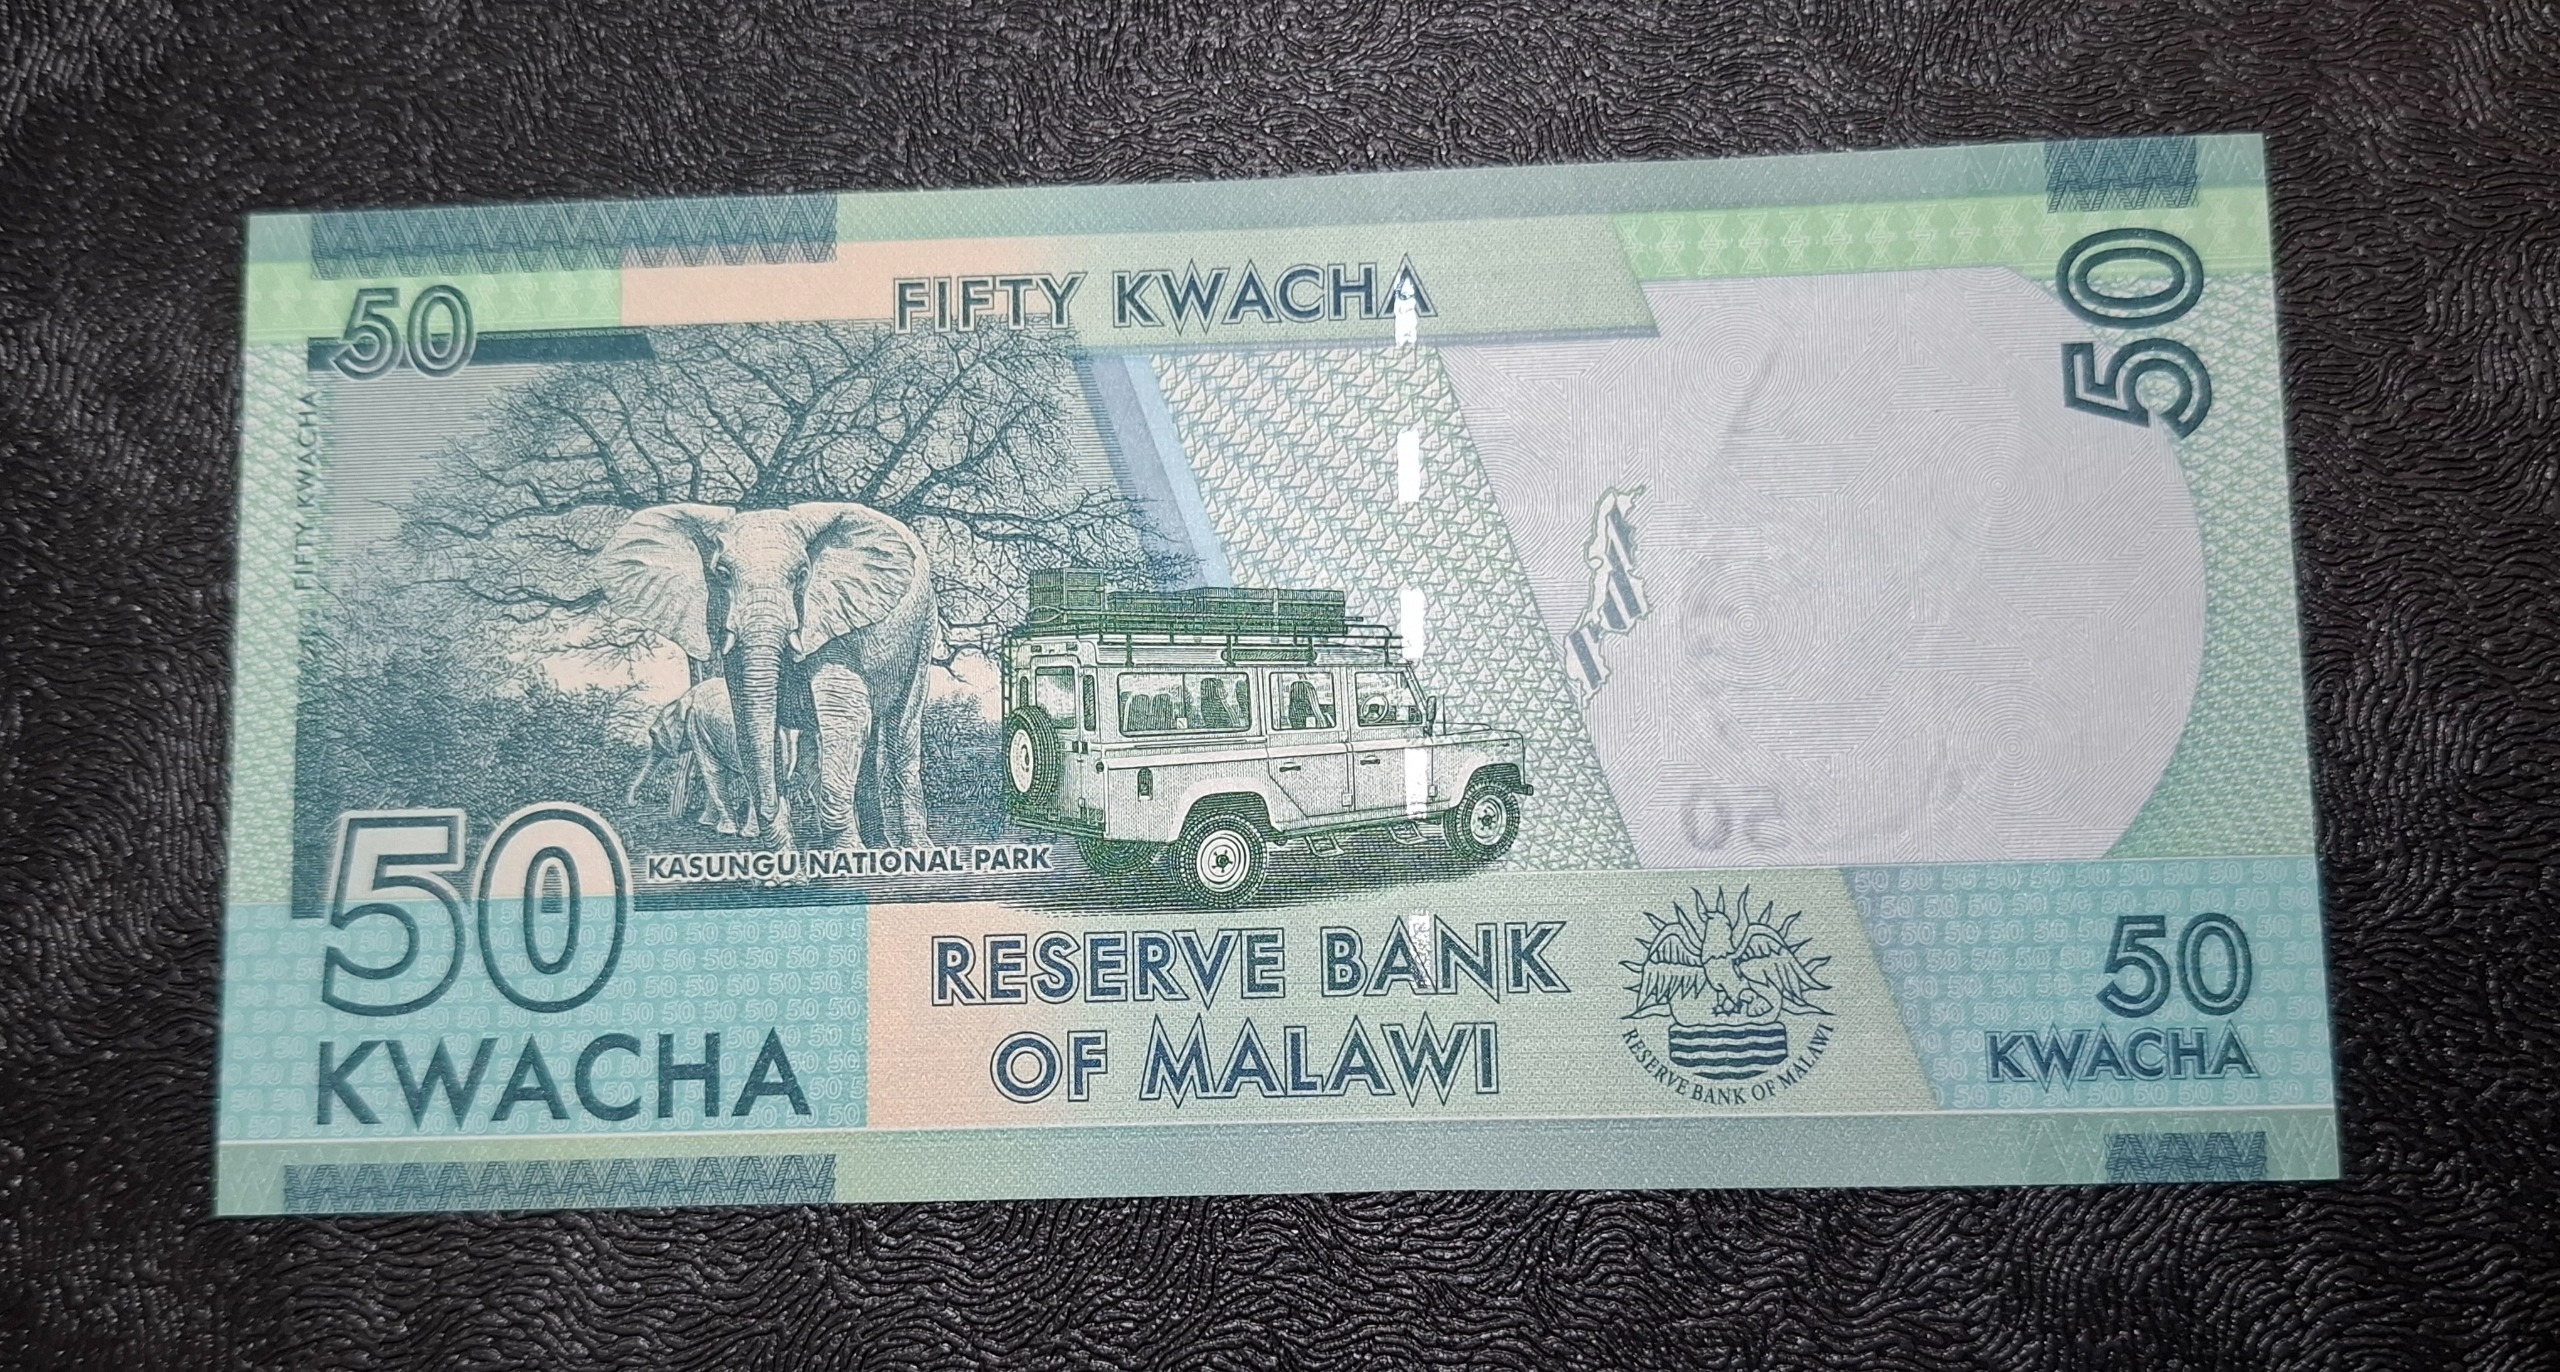 50
FIFTY KWACHA
50
FIFTY KWACHA
KASUNGU NATIONAL PARK
50
KWACHA
RESERVE BANK
OF MALAWI
RESERVE BANK OF MALAWI
50
KWACHA